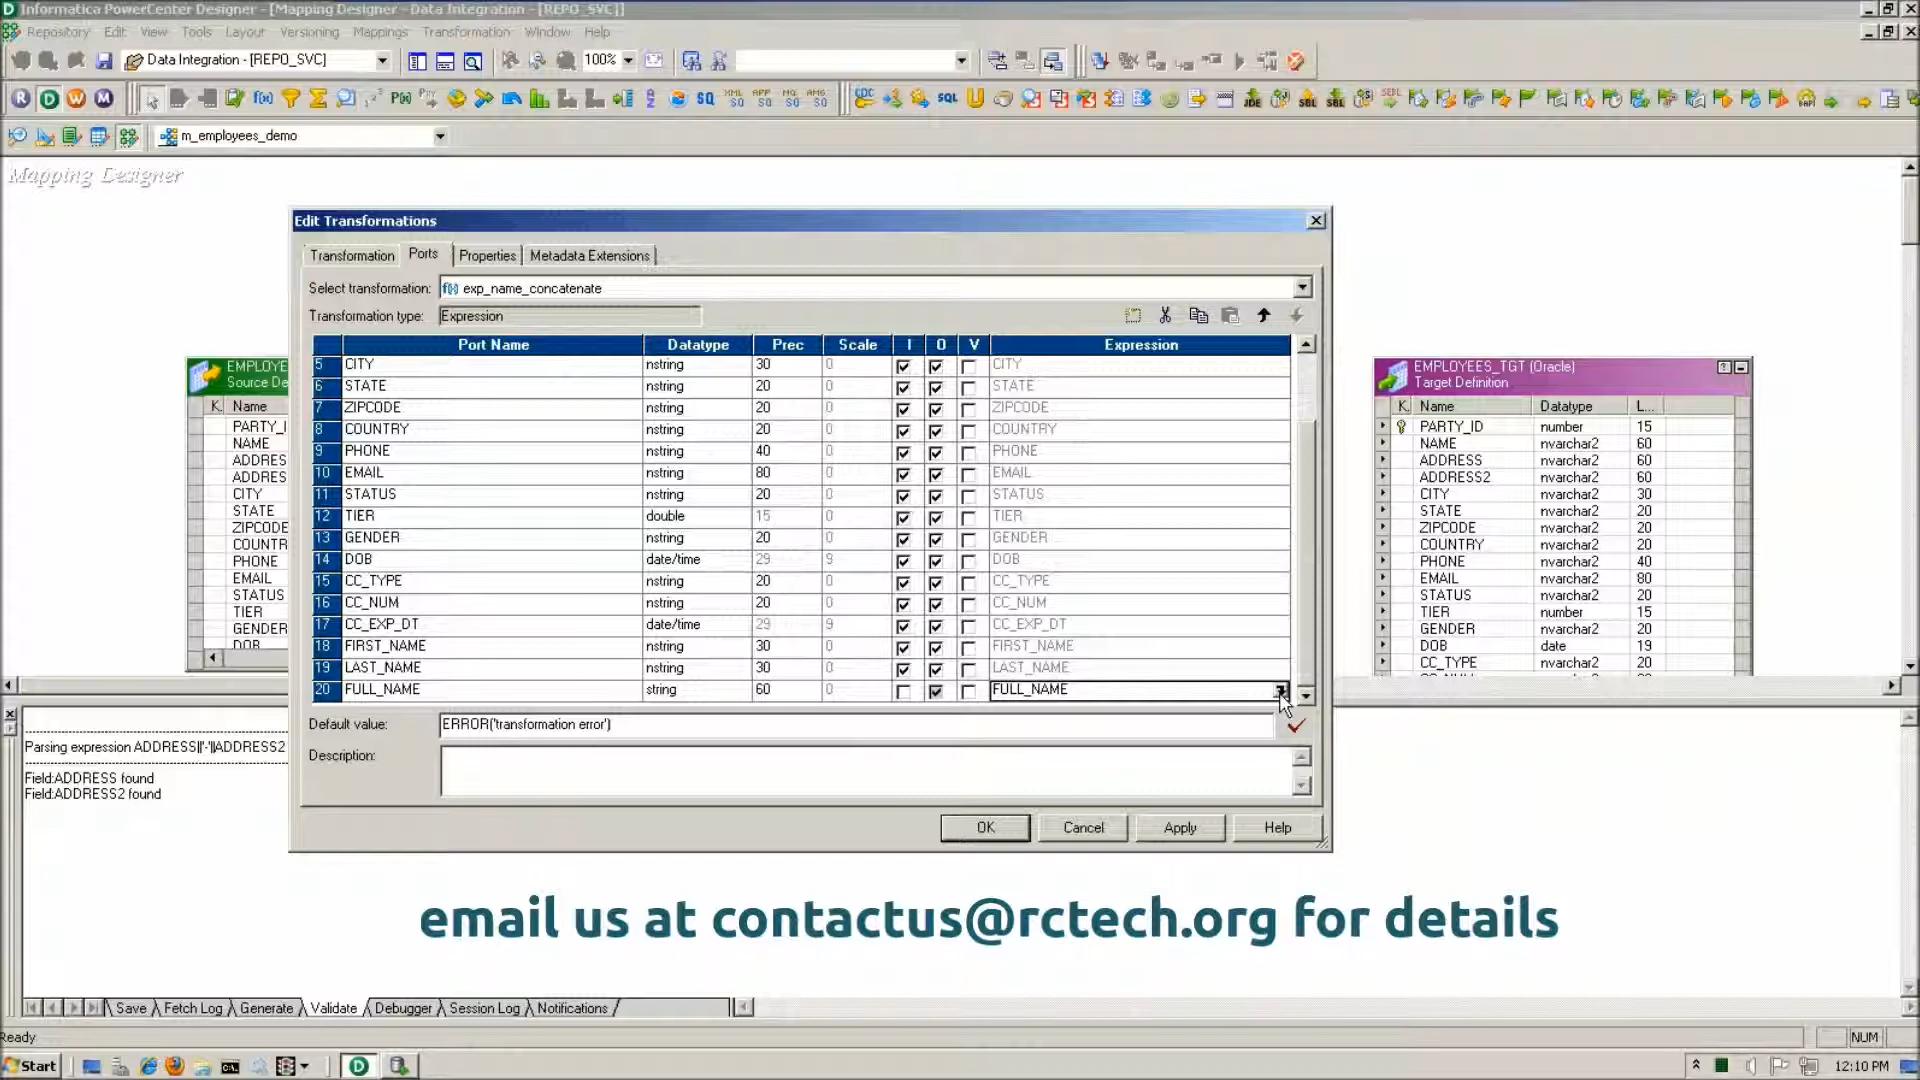 Informatica PowerCenter Designer - [Mapping Designer - Data Integration - [REPO_SVC]]
Repository Edit View Tools Layout Versioning Mappings Transformation Window Help
Data Integration - [REPO_SVC]
100%
m_employees_demo
Mapping Designer
Edit Transformations
Transformation Ports Properties Metadata Extensions
Select transformation: f(x) exp_name_concatenate
Transformation type: Expression
Port Name Datatype Prec Scale I O V Expression
5 CITY nstring 30 0 CITY
6 STATE nstring 20 0 STATE
7 ZIPCODE nstring 20 0 ZIPCODE
8 COUNTRY nstring 20 0 COUNTRY
9 PHONE nstring 40 0 PHONE
10 EMAIL nstring 80 0 EMAIL
11 STATUS nstring 20 0 STATUS
12 TIER double 15 0 TIER
13 GENDER nstring 20 0 GENDER
14 DOB date/time 29 9 DOB
15 CC_TYPE nstring 20 0 CC_TYPE
16 CC_NUM nstring 20 0 CC_NUM
17 CC_EXP_DT date/time 29 9 CC_EXP_DT
18 FIRST_NAME nstring 30 0 FIRST_NAME
19 LAST_NAME nstring 30 0 LAST_NAME
20 FULL_NAME string 60 0 FULL_NAME
Default value: ERROR('transformation error')
Description:
OK Cancel Apply Help
EMPLOYE
Source De
K. Name
PARTY_I
NAME
ADDRES
ADDRES
CITY
STATE
ZIPCODE
COUNTR
PHONE
EMAIL
STATUS
TIER
GENDER
DOB
EMPLOYEES_TGT (Oracle)
Target Definition
K. Name Datatype L...
PARTY_ID number 15
NAME nvarchar2 60
ADDRESS nvarchar2 60
ADDRESS2 nvarchar2 60
CITY nvarchar2 30
STATE nvarchar2 20
ZIPCODE nvarchar2 20
COUNTRY nvarchar2 20
PHONE nvarchar2 40
EMAIL nvarchar2 80
STATUS nvarchar2 20
TIER number 15
GENDER nvarchar2 20
DOB date 19
CC_TYPE nvarchar2 20
Parsing expression ADDRESS||'-'||ADDRESS2
Field:ADDRESS found
Field:ADDRESS2 found
email us at contactus@rctech.org for details
Save Fetch Log Generate Validate Debugger Session Log Notifications
Ready
NUM
Start
12:10 PM